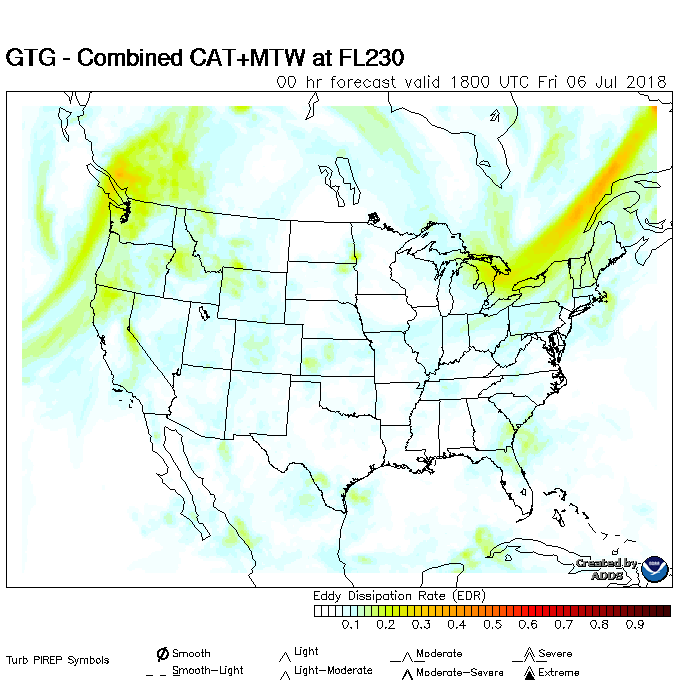 GTG - Combined CAT+MTW at FL230
00 hr forecast valid 1800 UTC Fri 06 Jul 2018
Created by
ADDS
Eddy Dissipation Rate (EDR)
0.1 0.2 0.3 0.4 0.5 0.6 0.7 0.8 0.9
Turb PIREP Symbols
Smooth Light Moderate Severe
Smooth-Light Light-Moderate Moderate-Severe Extreme